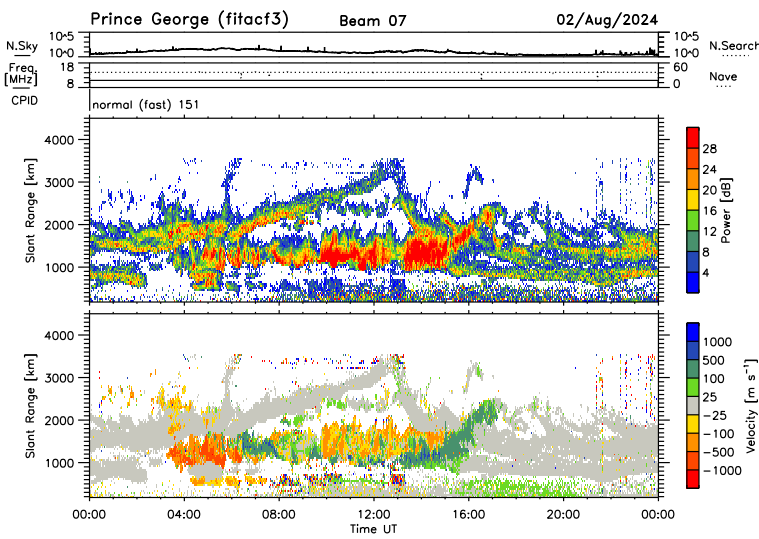 Prince George (fitacf3) Beam 07 02/Aug/2024
N.Sky 10^5 10^0 10^5 10^0 N.Search
Freq [MHz] 18 8 60 0 Nave
CPID normal (fast) 151
Slant Range [km] 4000 3000 2000 1000
Power [dB] 28 24 20 16 12 8 4
Slant Range [km] 4000 3000 2000 1000
Velocity [m s⁻¹] 1000 500 100 25 −25 −100 −500 −1000
00:00 04:00 08:00 12:00 16:00 20:00 00:00
Time UT